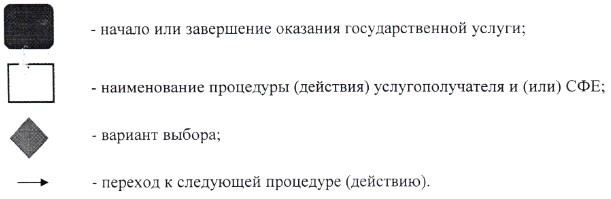 - начало или завершение оказания государственной услуги;
- наименование процедуры (действия) услугополучателя и (или) СФЕ;
- вариант выбора;
- переход к следующей процедуре (действию).